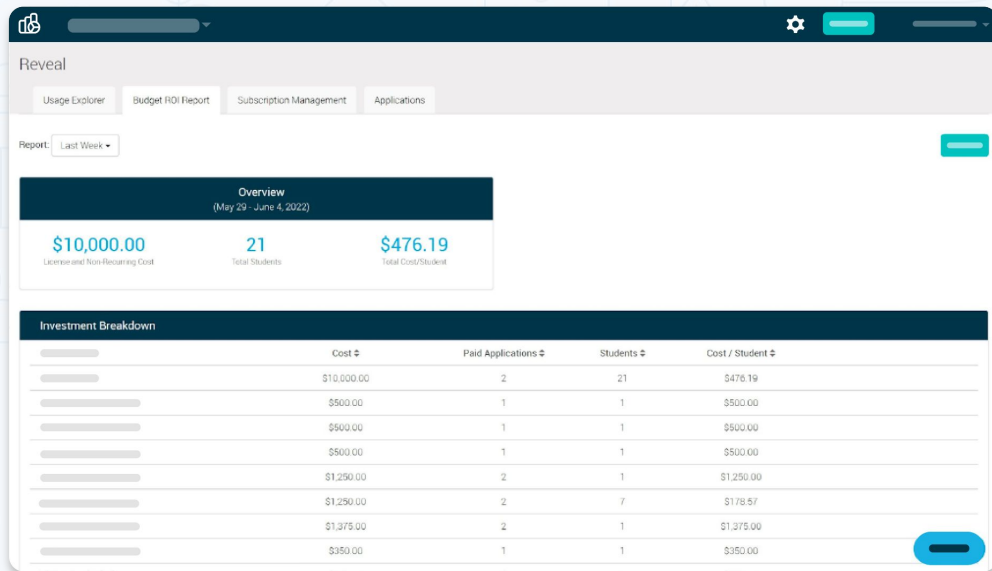 Reveal
Usage Explorer Budget ROI Report Subscription Management Applications
Report: Last Week
Overview
(May 29 - June 4, 2022)
$10,000.00 21 $476.19
License and Non-Recurring Cost Total Students Total Cost/Student
Investment Breakdown
Cost Paid Applications Students Cost / Student
$10,000.00 2 21 $476.19
$500.00 1 1 $500.00
$500.00 1 1 $500.00
$500.00 1 1 $500.00
$1,250.00 2 1 $1,250.00
$1,250.00 2 7 $178.57
$1,375.00 2 1 $1,375.00
$350.00 1 1 $350.00